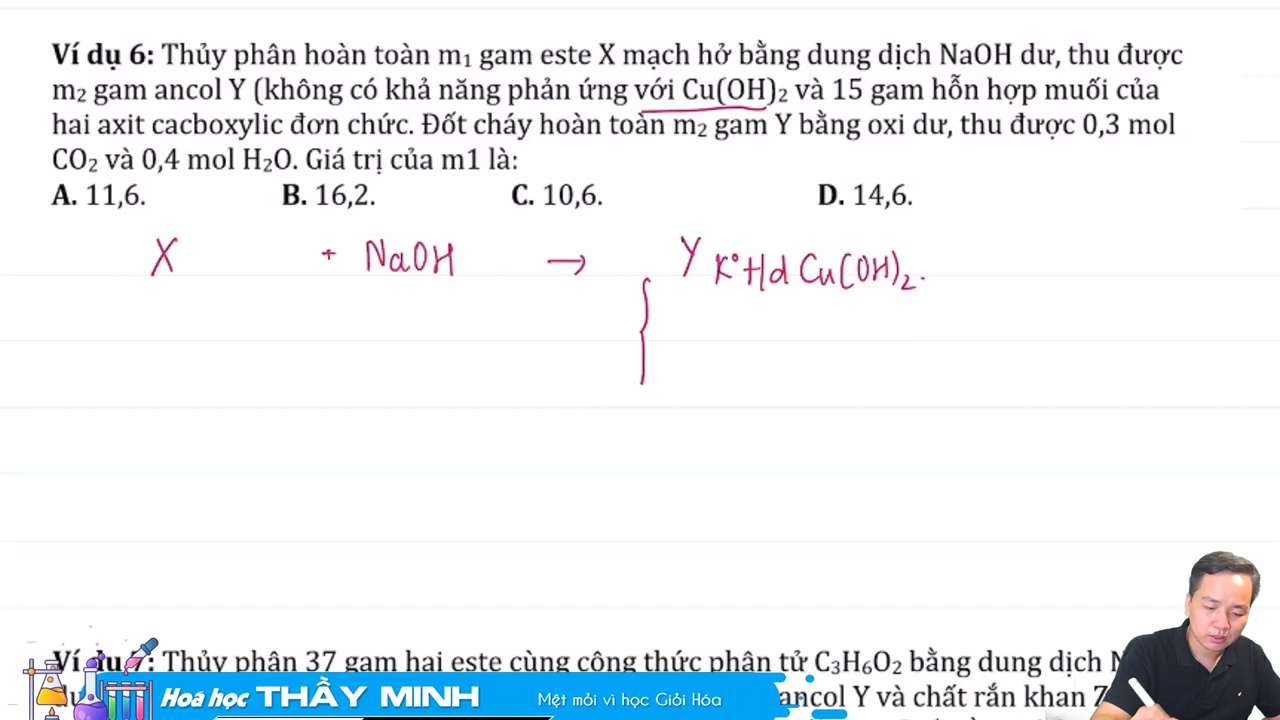 Ví dụ 6: Thủy phân hoàn toàn m₁ gam este X mạch hở bằng dung dịch NaOH dư, thu được
m₂ gam ancol Y (không có khả năng phản ứng với Cu(OH)₂ và 15 gam hỗn hợp muối của
hai axit cacboxylic đơn chức. Đốt cháy hoàn toàn m₂ gam Y bằng oxi dư, thu được 0,3 mol
CO₂ và 0,4 mol H₂O. Giá trị của m1 là:
A. 11,6. B. 16,2. C. 10,6. D. 14,6.
X + NaOH → Y K° Hd Cu(OH)₂.
Ví dụ 7: Thủy phân 37 gam hai este cùng công thức phân tử C₃H₆O₂ bằng dung dịch
ancol Y và chất rắn khan Z
Hoá học THẦY MINH
Mệt mỏi vì học Giỏi Hóa